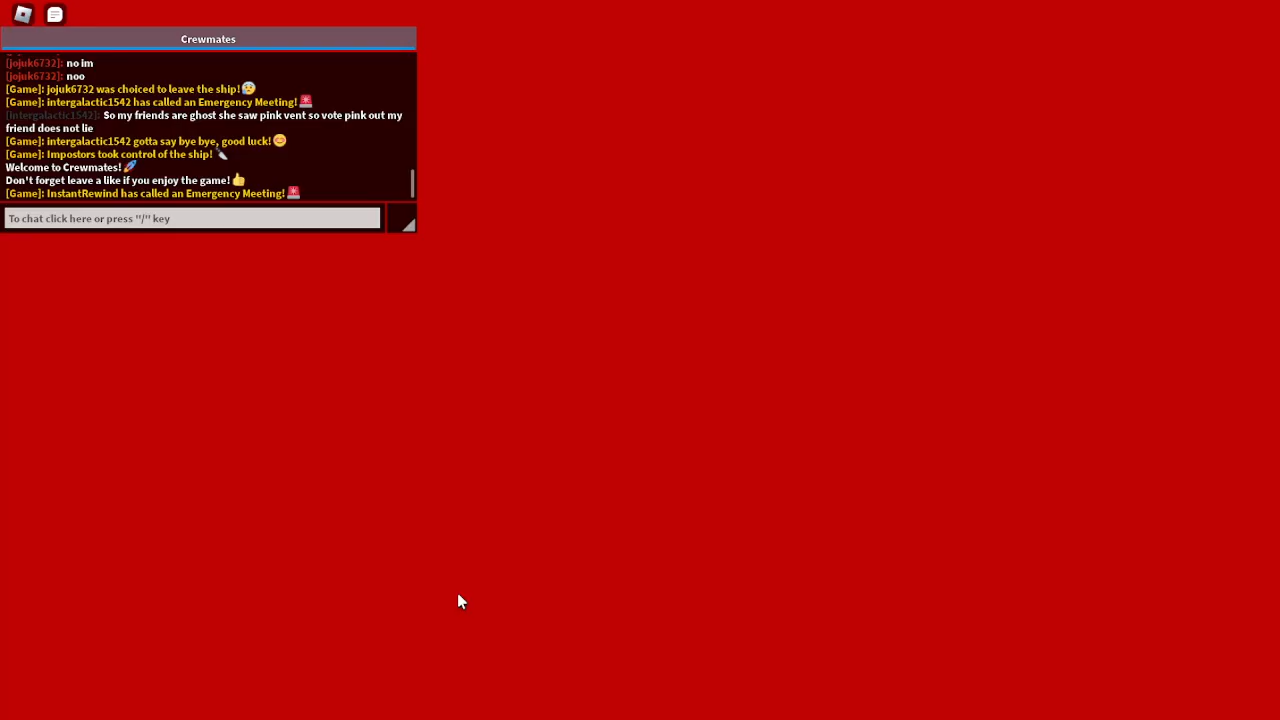 Crewmates
[jojuk6732]: no im
[jojuk6732]: noo
[Game]: jojuk6732 was choiced to leave the ship!😰
[Game]: intergalactic1542 has called an Emergency Meeting!🚨
[Intergalactic1542]: So my friends are ghost she saw pink vent so vote pink out my
friend does not lie
[Game]: intergalactic1542 gotta say bye bye, good luck!😊
[Game]: Impostors took control of the ship!🔪
Welcome to Crewmates!🚀
Don't forget leave a like if you enjoy the game!👍
[Game]: InstantRewind has called an Emergency Meeting!🚨
To chat click here or press "/" key